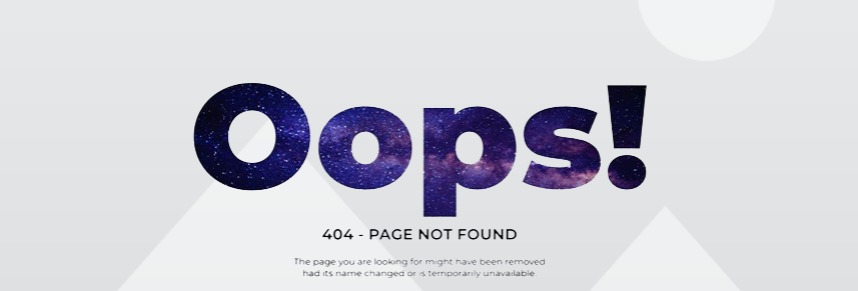 Oops!
404 - PAGE NOT FOUND
The page you are looking for might have been removed
had its name changed or is temporarily unavailable.